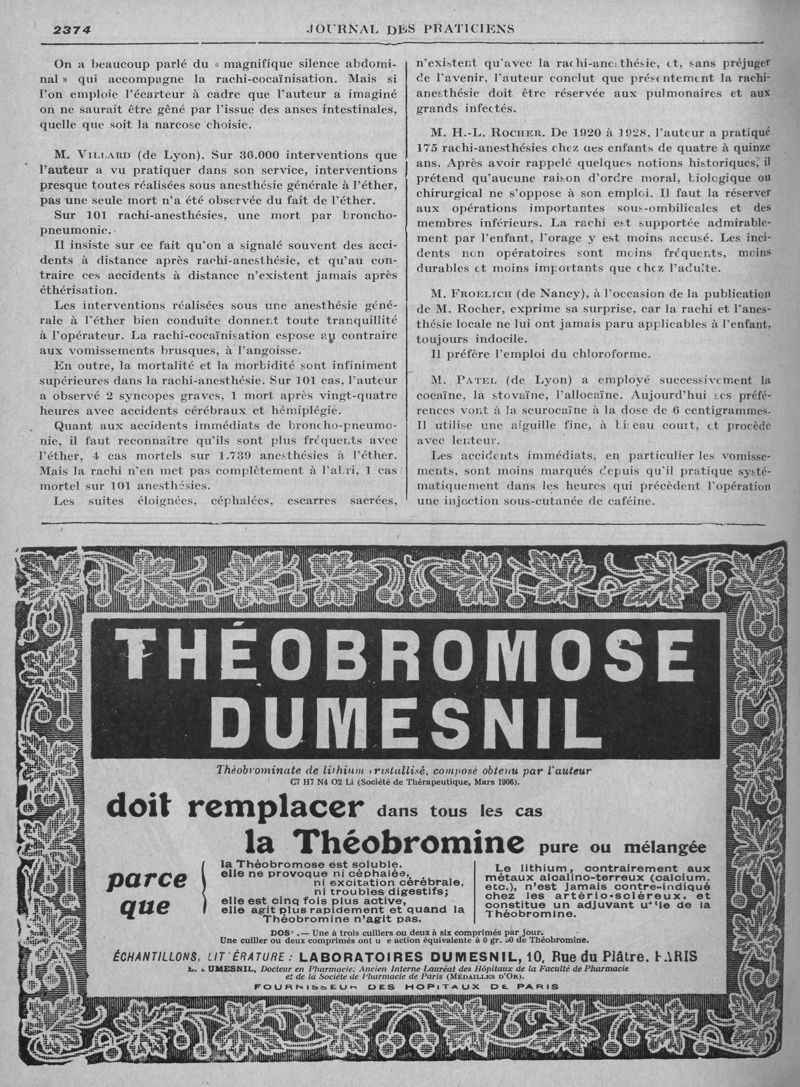 2374
JOURNAL DES PRATICIENS
On a beaucoup parlé du « magnifique silence abdomi-
nal » qui accompagne la rachi-cocaïnisation. Mais si
l'on emploie l'écarteur à cadre que l'auteur a imaginé
on ne saurait être gêné par l'issue des anses intestinales,
quelle que soit la narcose choisie.
M. VILLARD (de Lyon). Sur 36.000 interventions que
l'auteur a vu pratiquer dans son service, interventions
presque toutes réalisées sous anesthésie générale à l'éther,
pas une seule mort n'a été observée du fait de l'éther.
Sur 101 rachi-anesthésies, une mort par broncho-
pneumonie.
Il insiste sur ce fait qu'on a signalé souvent des acci-
dents à distance après rachi-anesthésie, et qu'au con-
traire ces accidents à distance n'existent jamais après
éthérisation.
Les interventions réalisées sous une anesthésie géné-
rale à l'éther bien conduite donnent toute tranquillité
à l'opérateur. La rachi-cocaïnisation expose au contraire
aux vomissements brusques, à l'angoisse.
En outre, la mortalité et la morbidité sont infiniment
supérieures dans la rachi-anesthésie. Sur 101 cas, l'auteur
a observé 2 syncopes graves, 1 mort après vingt-quatre
heures avec accidents cérébraux et hémiplégie.
Quant aux accidents immédiats de broncho-pneumo-
nie, il faut reconnaître qu'ils sont plus fréquents avec
l'éther, 4 cas mortels sur 1.739 anesthésies à l'éther.
Mais la rachi n'en met pas complètement à l'abri, 1 cas
mortel sur 101 anesthésies.
Les suites éloignées, céphalées, escarres sacrées,
n'existent qu'avec la rachi-anesthésie, et, sans préjuger
de l'avenir, l'auteur conclut que présentement la rachi-
anesthésie doit être réservée aux pulmonaires et aux
grands infectés.
M. H.-L. ROCHER. De 1920 à 1928, l'auteur a pratiqué
175 rachi-anesthésies chez des enfants de quatre à quinze
ans. Après avoir rappelé quelques notions historiques, il
prétend qu'aucune raison d'ordre moral, biologique ou
chirurgical ne s'oppose à son emploi. Il faut la réserver
aux opérations importantes sous-ombilicales et des
membres inférieurs. La rachi est supportée admirable-
ment par l'enfant, l'orage y est moins accusé. Les inci-
dents non opératoires sont moins fréquents, moins
durables et moins importants que chez l'adulte.
M. FROELICH (de Nancy), à l'occasion de la publication
de M. Rocher, exprime sa surprise, car la rachi et l'anes-
thésie locale ne lui ont jamais paru applicables à l'enfant,
toujours indocile.
Il préfère l'emploi du chloroforme.
M. PATEL (de Lyon) a employé successivement la
cocaïne, la stovaïne, l'allocaïne. Aujourd'hui ses préfé-
rences vont à la scurocaïne à la dose de 6 centigrammes.
Il utilise une aiguille fine, à biseau court, et procède
avec lenteur.
Les accidents immédiats, en particulier les vomisse-
ments, sont moins marqués depuis qu'il pratique systé-
matiquement dans les heures qui précèdent l'opération
une injection sous-cutanée de caféine.
THÉOBROMOSE
DUMESNIL
Théobrominate de lithium cristallisé, composé obtenu par l'auteur
C7 H7 N4 O2 Li (Société de Thérapeutique, Mars 1906).
doit remplacer dans tous les cas
la Théobromine pure ou mélangée
parce
que
la Théobromose est soluble.
elle ne provoque ni céphalée,
ni excitation cérébrale,
ni troubles digestifs;
elle est cinq fois plus active,
elle agit plus rapidement et quand la
Théobromine n'agit pas.
Le lithium, contrairement aux
métaux alcalino-terreux (calcium,
etc.), n'est jamais contre-indiqué
chez les artério-scléreux, et
constitue un adjuvant utile de la
Théobromine.
DOSE.— Une à trois cuillers ou deux à six comprimés par jour.
Une cuiller ou deux comprimés ont une action équivalente à 0 gr. 50 de Théobromine.
ÉCHANTILLONS, LITTÉRATURE : LABORATOIRES DUMESNIL, 10, Rue du Plâtre, PARIS
DUMESNIL, Docteur en Pharmacie, Ancien Interne Lauréat des Hôpitaux de la Faculté de Pharmacie
et de la Société de Pharmacie de Paris (MÉDAILLES D'OR).
FOURNISSEUR DES HOPITAUX DE PARIS